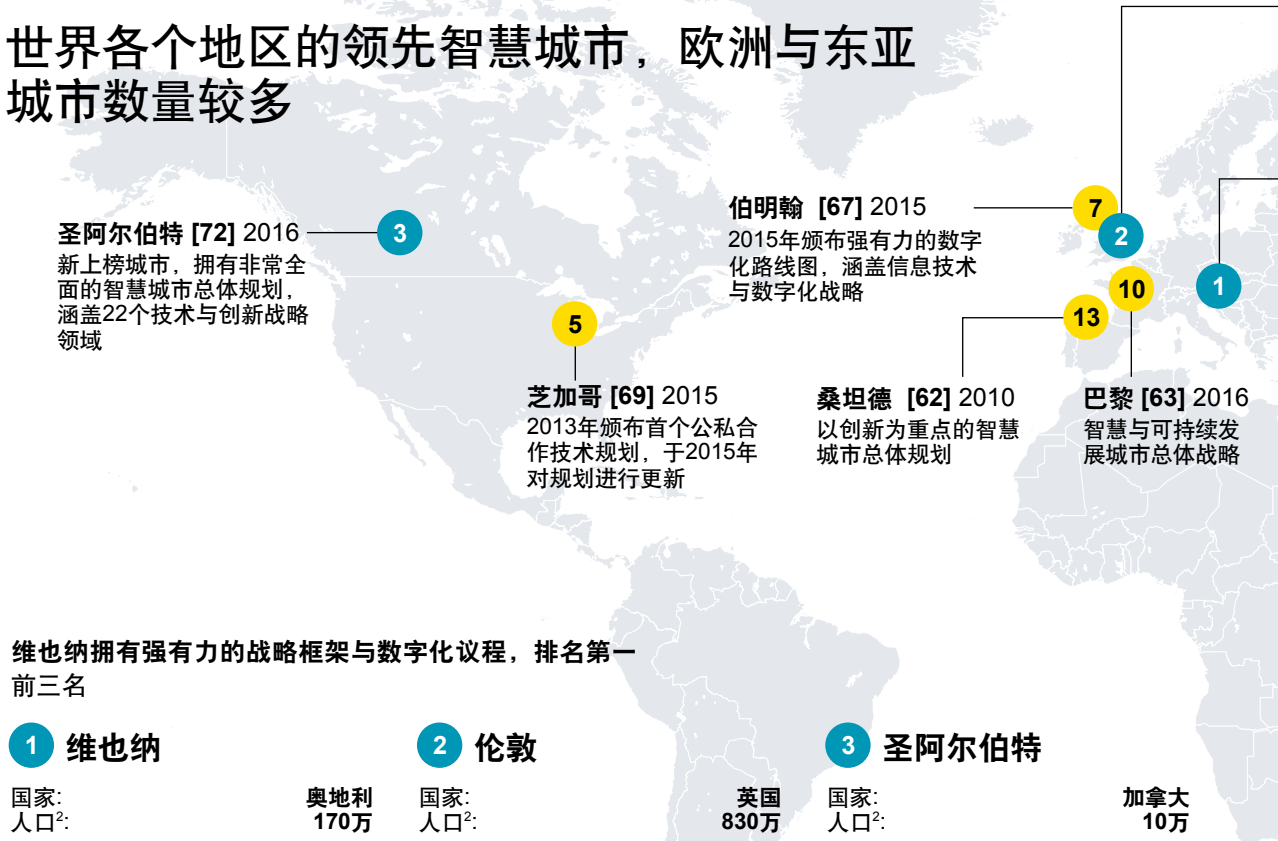 世界各个地区的领先智慧城市，欧洲与东亚
城市数量较多
圣阿尔伯特 [72] 2016
新上榜城市，拥有非常全
面的智慧城市总体规划，
涵盖22个技术与创新战略
领域
3
5
芝加哥 [69] 2015
2013年颁布首个公私合
作技术规划，于2015年
对规划进行更新
伯明翰 [67] 2015
2015年颁布强有力的数字
化路线图，涵盖信息技术
与数字化战略
7
2
1
10
13
桑坦德 [62] 2010
以创新为重点的智慧
城市总体规划
巴黎 [63] 2016
智慧与可持续发
展城市总体战略
维也纳拥有强有力的战略框架与数字化议程，排名第一
前三名
1 维也纳
国家: 奥地利
人口²: 170万
2 伦敦
国家: 英国
人口²: 830万
3 圣阿尔伯特
国家: 加拿大
人口²: 10万